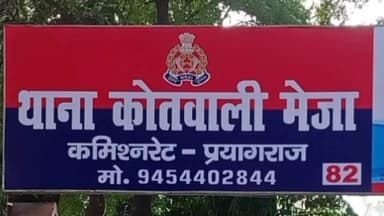 थाना कोतवाली मेजा
कमिश्नरेट - प्रयागराज
मो. 9454402844
82